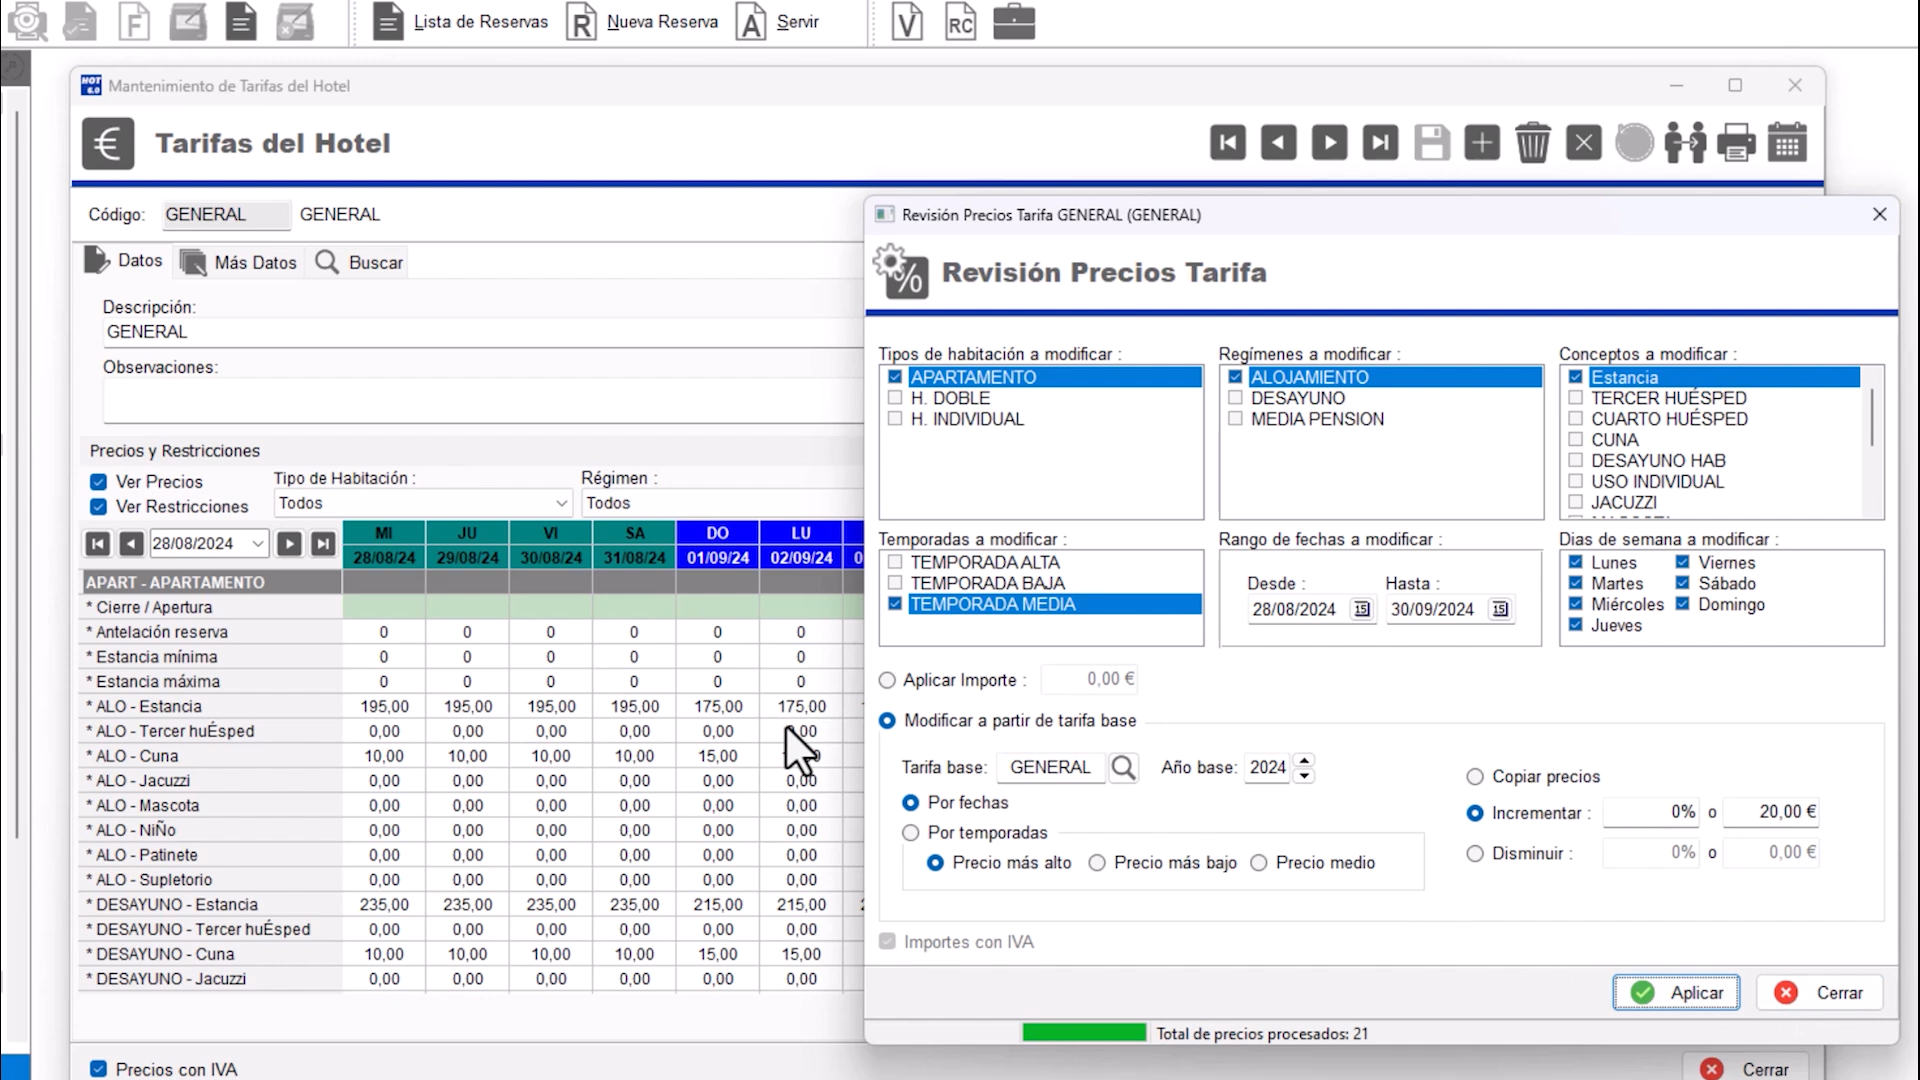 F
Lista de Reservas
R Nueva Reserva
A Servir
V
RC
HOT 6.0 Mantenimiento de Tarifas del Hotel
€ Tarifas del Hotel
Código: GENERAL GENERAL
Datos Más Datos Buscar
Descripción:
GENERAL
Observaciones:
Precios y Restricciones
Ver Precios
Ver Restricciones
Tipo de Habitación :
Todos
Régimen :
Todos
28/08/2024 MI JU VI SA DO LU
28/08/24 29/08/24 30/08/24 31/08/24 01/09/24 02/09/24
APART - APARTAMENTO
* Cierre / Apertura
* Antelación reserva 0 0 0 0 0 0
* Estancia mínima 0 0 0 0 0 0
* Estancia máxima 0 0 0 0 0 0
* ALO - Estancia 195,00 195,00 195,00 195,00 175,00 175,00
* ALO - Tercer huÉsped 0,00 0,00 0,00 0,00 0,00
* ALO - Cuna 10,00 10,00 10,00 10,00 15,00
* ALO - Jacuzzi 0,00 0,00 0,00 0,00 0,00 0,00
* ALO - Mascota 0,00 0,00 0,00 0,00 0,00 0,00
* ALO - NiÑo 0,00 0,00 0,00 0,00 0,00 0,00
* ALO - Patinete 0,00 0,00 0,00 0,00 0,00 0,00
* ALO - Supletorio 0,00 0,00 0,00 0,00 0,00 0,00
* DESAYUNO - Estancia 235,00 235,00 235,00 235,00 215,00 215,00
* DESAYUNO - Tercer huÉsped 0,00 0,00 0,00 0,00 0,00 0,00
* DESAYUNO - Cuna 10,00 10,00 10,00 10,00 15,00 15,00
* DESAYUNO - Jacuzzi 0,00 0,00 0,00 0,00 0,00 0,00
Precios con IVA
Cerrar
Revisión Precios Tarifa GENERAL (GENERAL)
% Revisión Precios Tarifa
Tipos de habitación a modificar :
APARTAMENTO
H. DOBLE
H. INDIVIDUAL
Regímenes a modificar :
ALOJAMIENTO
DESAYUNO
MEDIA PENSION
Conceptos a modificar :
Estancia
TERCER HUÉSPED
CUARTO HUÉSPED
CUNA
DESAYUNO HAB
USO INDIVIDUAL
JACUZZI
Temporadas a modificar :
TEMPORADA ALTA
TEMPORADA BAJA
TEMPORADA MEDIA
Rango de fechas a modificar :
Desde : Hasta :
28/08/2024 15 30/09/2024 15
Dias de semana a modificar :
Lunes Viernes
Martes Sábado
Miércoles Domingo
Jueves
Aplicar Importe : 0,00 €
Modificar a partir de tarifa base
Tarifa base: GENERAL Año base: 2024
Por fechas
Por temporadas
Precio más alto Precio más bajo Precio medio
Copiar precios
Incrementar : 0% o 20,00 €
Disminuir : 0% o 0,00 €
Importes con IVA
Aplicar Cerrar
Total de precios procesados: 21